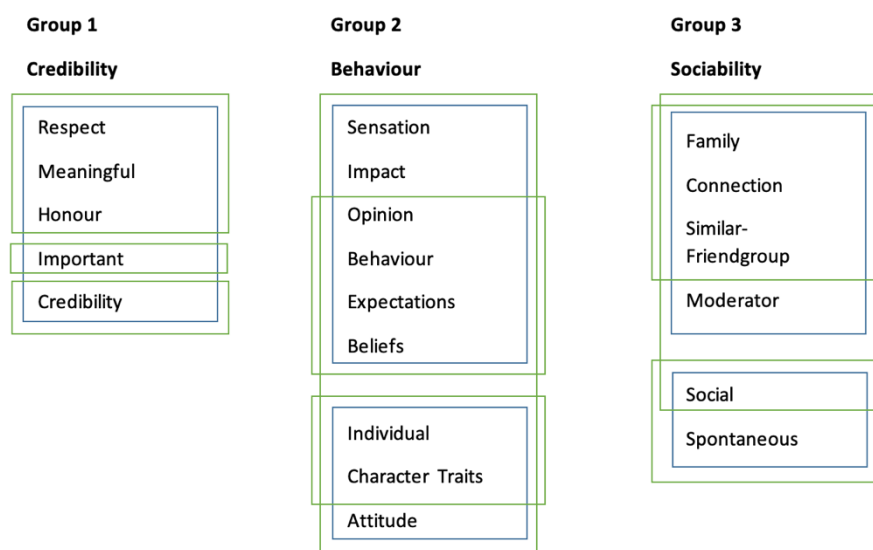 Group 1
Credibility
Respect
Meaningful
Honour
Important
Credibility
Group 2
Behaviour
Sensation
Impact
Opinion
Behaviour
Expectations
Beliefs
Individual
Character Traits
Attitude
Group 3
Sociability
Family
Connection
Similar-
Friendgroup
Moderator
Social
Spontaneous